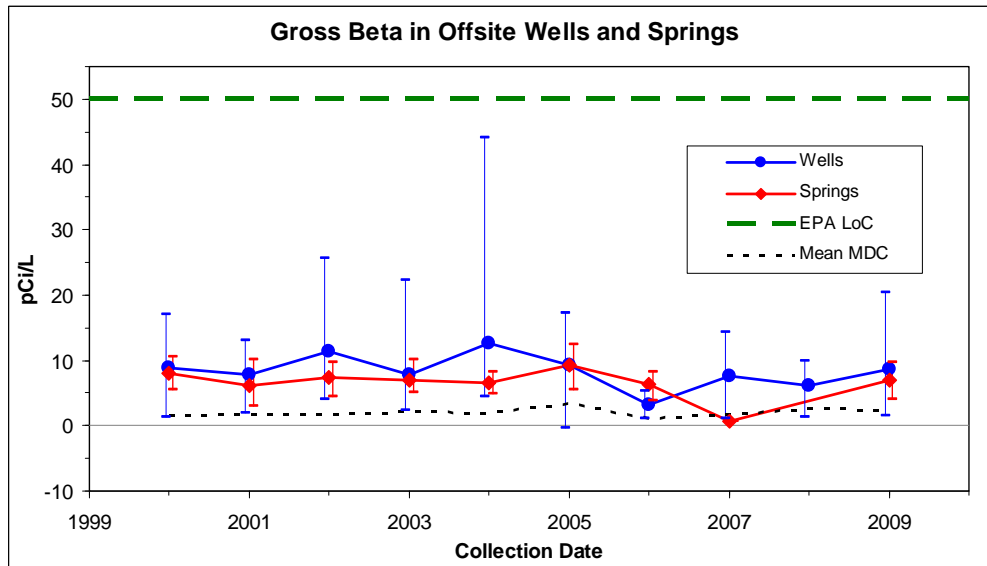 Gross Beta in Offsite Wells and Springs
50
40
30
20
10
0
-10
pCi/L
Wells
Springs
EPA LoC
Mean MDC
1999 2001 2003 2005 2007 2009
Collection Date